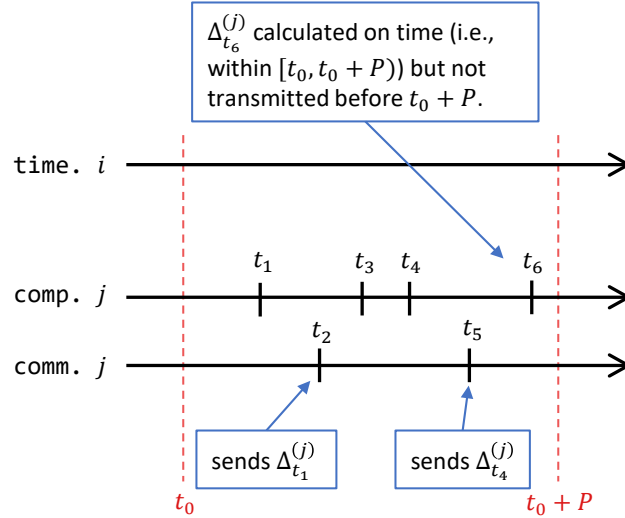 Δ_{t_6}^{(j)} calculated on time (i.e.,
within [t_0, t_0 + P)) but not
transmitted before t_0 + P.
time. i
t_1 t_3 t_4 t_6
comp. j
t_2 t_5
comm. j
sends Δ_{t_1}^{(j)} sends Δ_{t_4}^{(j)}
t_0 t_0 + P